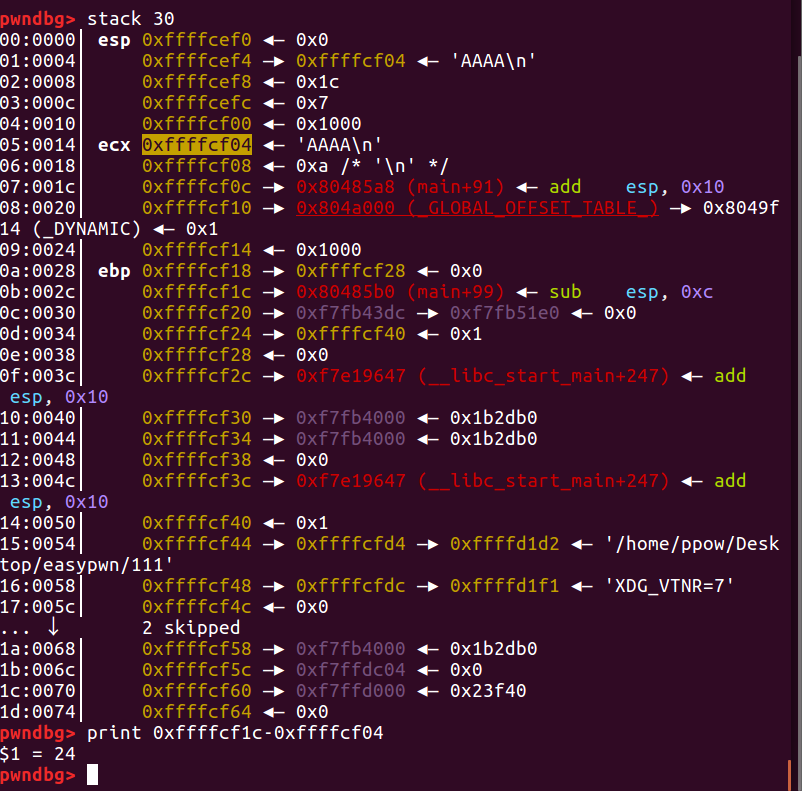 pwndbg> stack 30
00:0000│ esp 0xffffcef0 ◂— 0x0
01:0004│     0xffffcef4 —▸ 0xffffcf04 ◂— 'AAAA\n'
02:0008│     0xffffcef8 ◂— 0x1c
03:000c│     0xffffcefc ◂— 0x7
04:0010│     0xffffcf00 ◂— 0x1000
05:0014│ ecx 0xffffcf04 ◂— 'AAAA\n'
06:0018│     0xffffcf08 ◂— 0xa /* '\n' */
07:001c│     0xffffcf0c —▸ 0x80485a8 (main+91) ◂— add    esp, 0x10
08:0020│     0xffffcf10 —▸ 0x804a000 (_GLOBAL_OFFSET_TABLE_) —▸ 0x8049f
14 (_DYNAMIC) ◂— 0x1
09:0024│     0xffffcf14 ◂— 0x1000
0a:0028│ ebp 0xffffcf18 —▸ 0xffffcf28 ◂— 0x0
0b:002c│     0xffffcf1c —▸ 0x80485b0 (main+99) ◂— sub    esp, 0xc
0c:0030│     0xffffcf20 —▸ 0xf7fb43dc —▸ 0xf7fb51e0 ◂— 0x0
0d:0034│     0xffffcf24 —▸ 0xffffcf40 ◂— 0x1
0e:0038│     0xffffcf28 ◂— 0x0
0f:003c│     0xffffcf2c —▸ 0xf7e19647 (__libc_start_main+247) ◂— add
 esp, 0x10
10:0040│     0xffffcf30 —▸ 0xf7fb4000 ◂— 0x1b2db0
11:0044│     0xffffcf34 —▸ 0xf7fb4000 ◂— 0x1b2db0
12:0048│     0xffffcf38 ◂— 0x0
13:004c│     0xffffcf3c —▸ 0xf7e19647 (__libc_start_main+247) ◂— add
 esp, 0x10
14:0050│     0xffffcf40 ◂— 0x1
15:0054│     0xffffcf44 —▸ 0xffffcfd4 —▸ 0xffffd1d2 ◂— '/home/ppow/Desk
top/easypwn/111'
16:0058│     0xffffcf48 —▸ 0xffffcfdc —▸ 0xffffd1f1 ◂— 'XDG_VTNR=7'
17:005c│     0xffffcf4c ◂— 0x0
... ↓        2 skipped
1a:0068│     0xffffcf58 —▸ 0xf7fb4000 ◂— 0x1b2db0
1b:006c│     0xffffcf5c —▸ 0xf7ffdc04 ◂— 0x0
1c:0070│     0xffffcf60 —▸ 0xf7ffd000 ◂— 0x23f40
1d:0074│     0xffffcf64 ◂— 0x0
pwndbg> print 0xffffcf1c-0xffffcf04
$1 = 24
pwndbg>